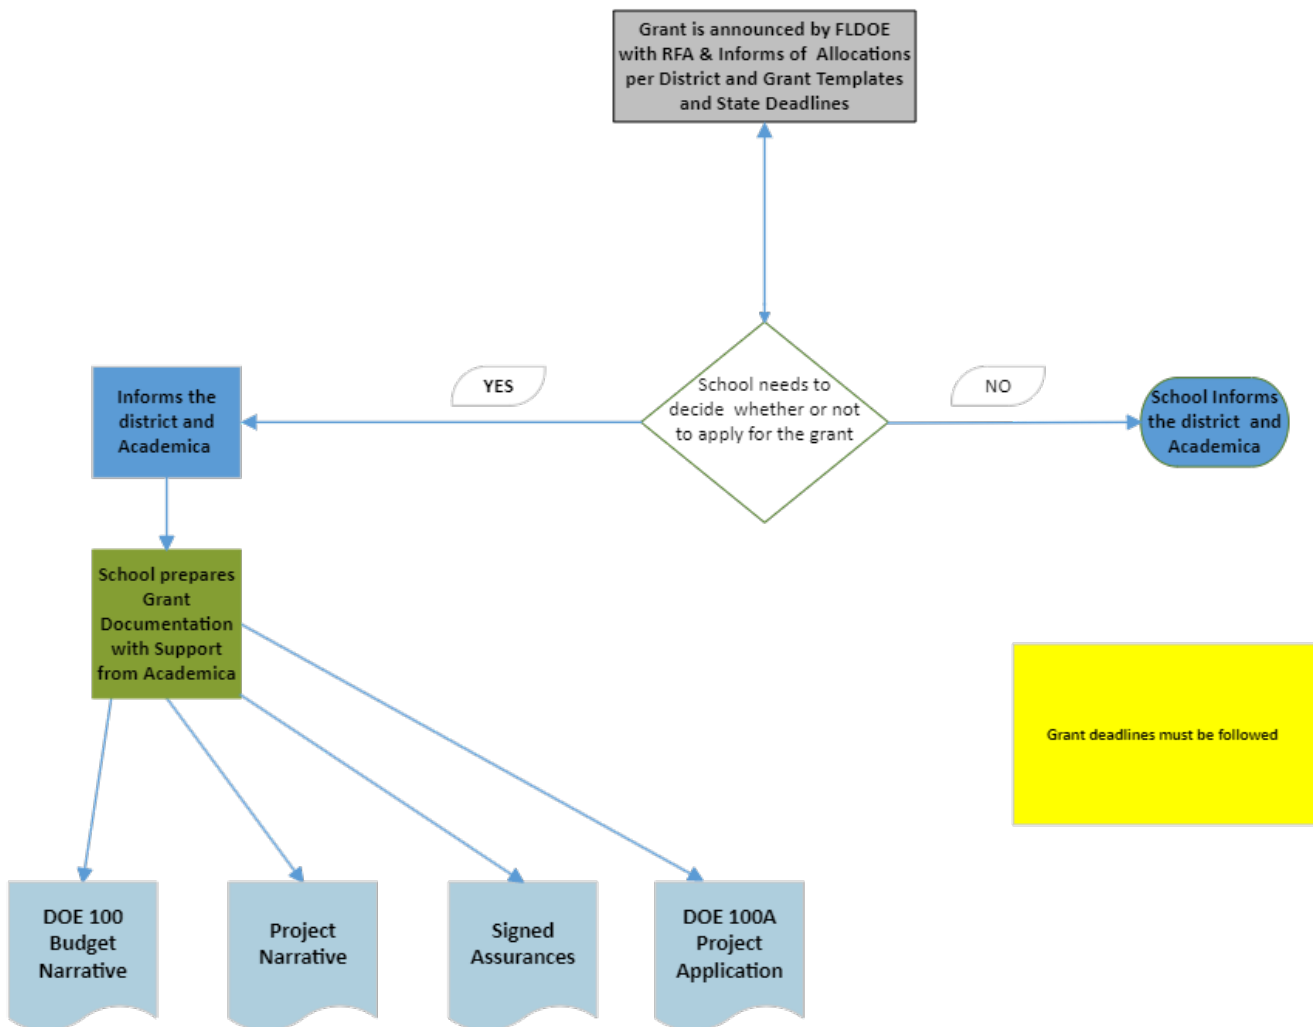 Grant is announced by FLDOE
with RFA & Informs of Allocations
per District and Grant Templates
and State Deadlines
School needs to
decide whether or not
to apply for the grant
YES
NO
Informs the
district and
Academica
School Informs
the district and
Academica
School prepares
Grant
Documentation
with Support
from Academica
Grant deadlines must be followed
DOE 100
Budget
Narrative
Project
Narrative
Signed
Assurances
DOE 100A
Project
Application